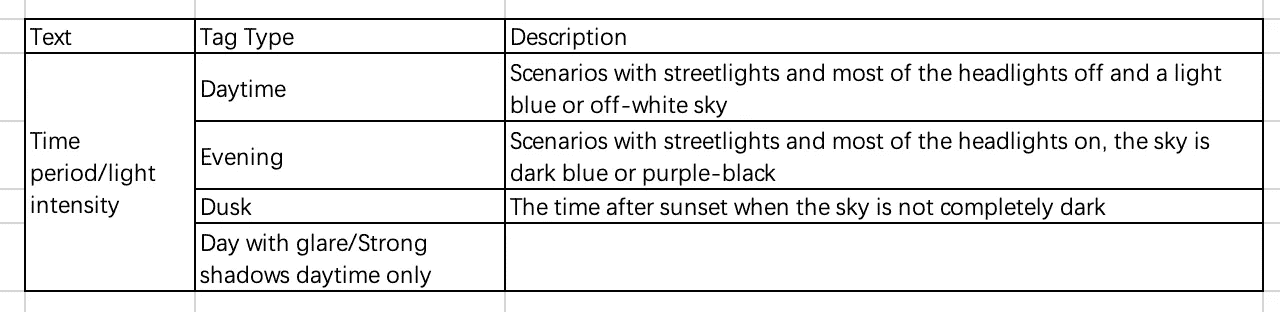 Text Tag Type Description
Daytime
Scenarios with streetlights and most of the headlights off and a light
blue or off-white sky
Time
period/light
intensity
Evening
Scenarios with streetlights and most of the headlights on, the sky is
dark blue or purple-black
Dusk
The time after sunset when the sky is not completely dark
Day with glare/Strong
shadows daytime only